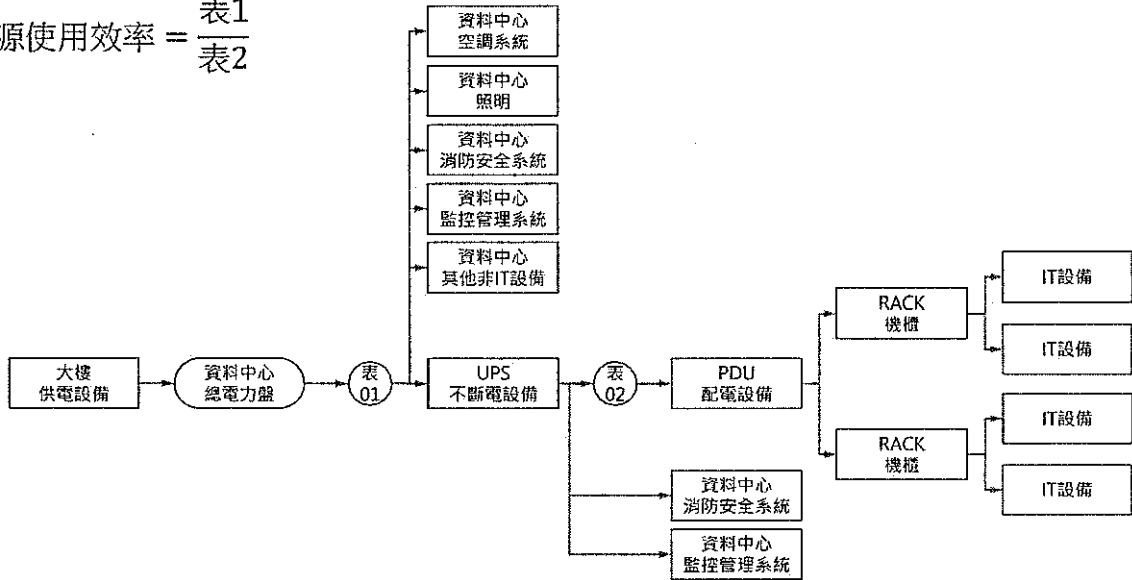 源使用效率 = 表1
表2
資料中心
空調系統
資料中心
照明
資料中心
消防安全系統
資料中心
監控管理系統
資料中心
其他非IT設備
大樓
供電設備
資料中心
總電力盤
表
01
UPS
不斷電設備
表
02
PDU
配電設備
RACK
機櫃
IT設備
IT設備
RACK
機櫃
IT設備
IT設備
資料中心
消防安全系統
資料中心
監控管理系統